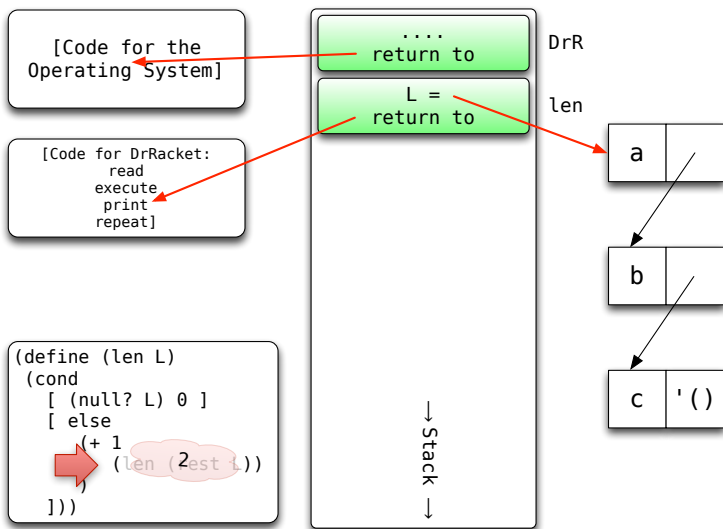 [Code for the
Operating System]
....
return to
DrR
L =
return to
len
[Code for DrRacket:
read
execute
print
repeat]
a
b
c
'()
(define (len L)
(cond
[ (null? L) 0 ]
[ else
(+ 1
(len (rest L))
2
)
]))
→Stack →